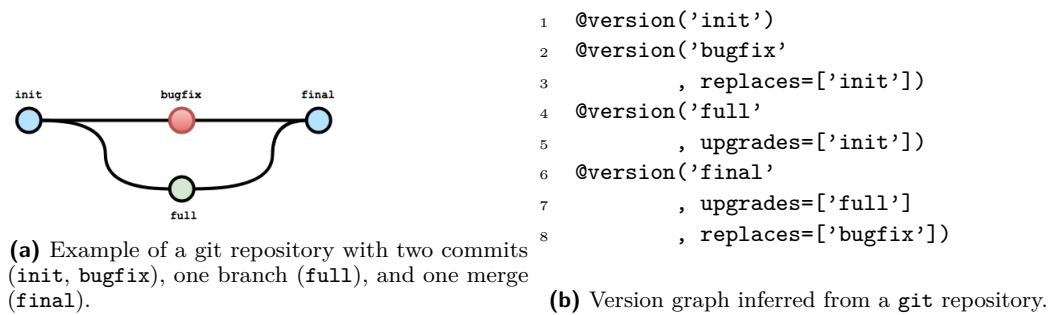 init
bugfix
final
full
(a) Example of a git repository with two commits
(init, bugfix), one branch (full), and one merge
(final).
1 @version('init')
2 @version('bugfix'
3 , replaces=['init'])
4 @version('full'
5 , upgrades=['init'])
6 @version('final'
7 , upgrades=['full']
8 , replaces=['bugfix'])
(b) Version graph inferred from a git repository.